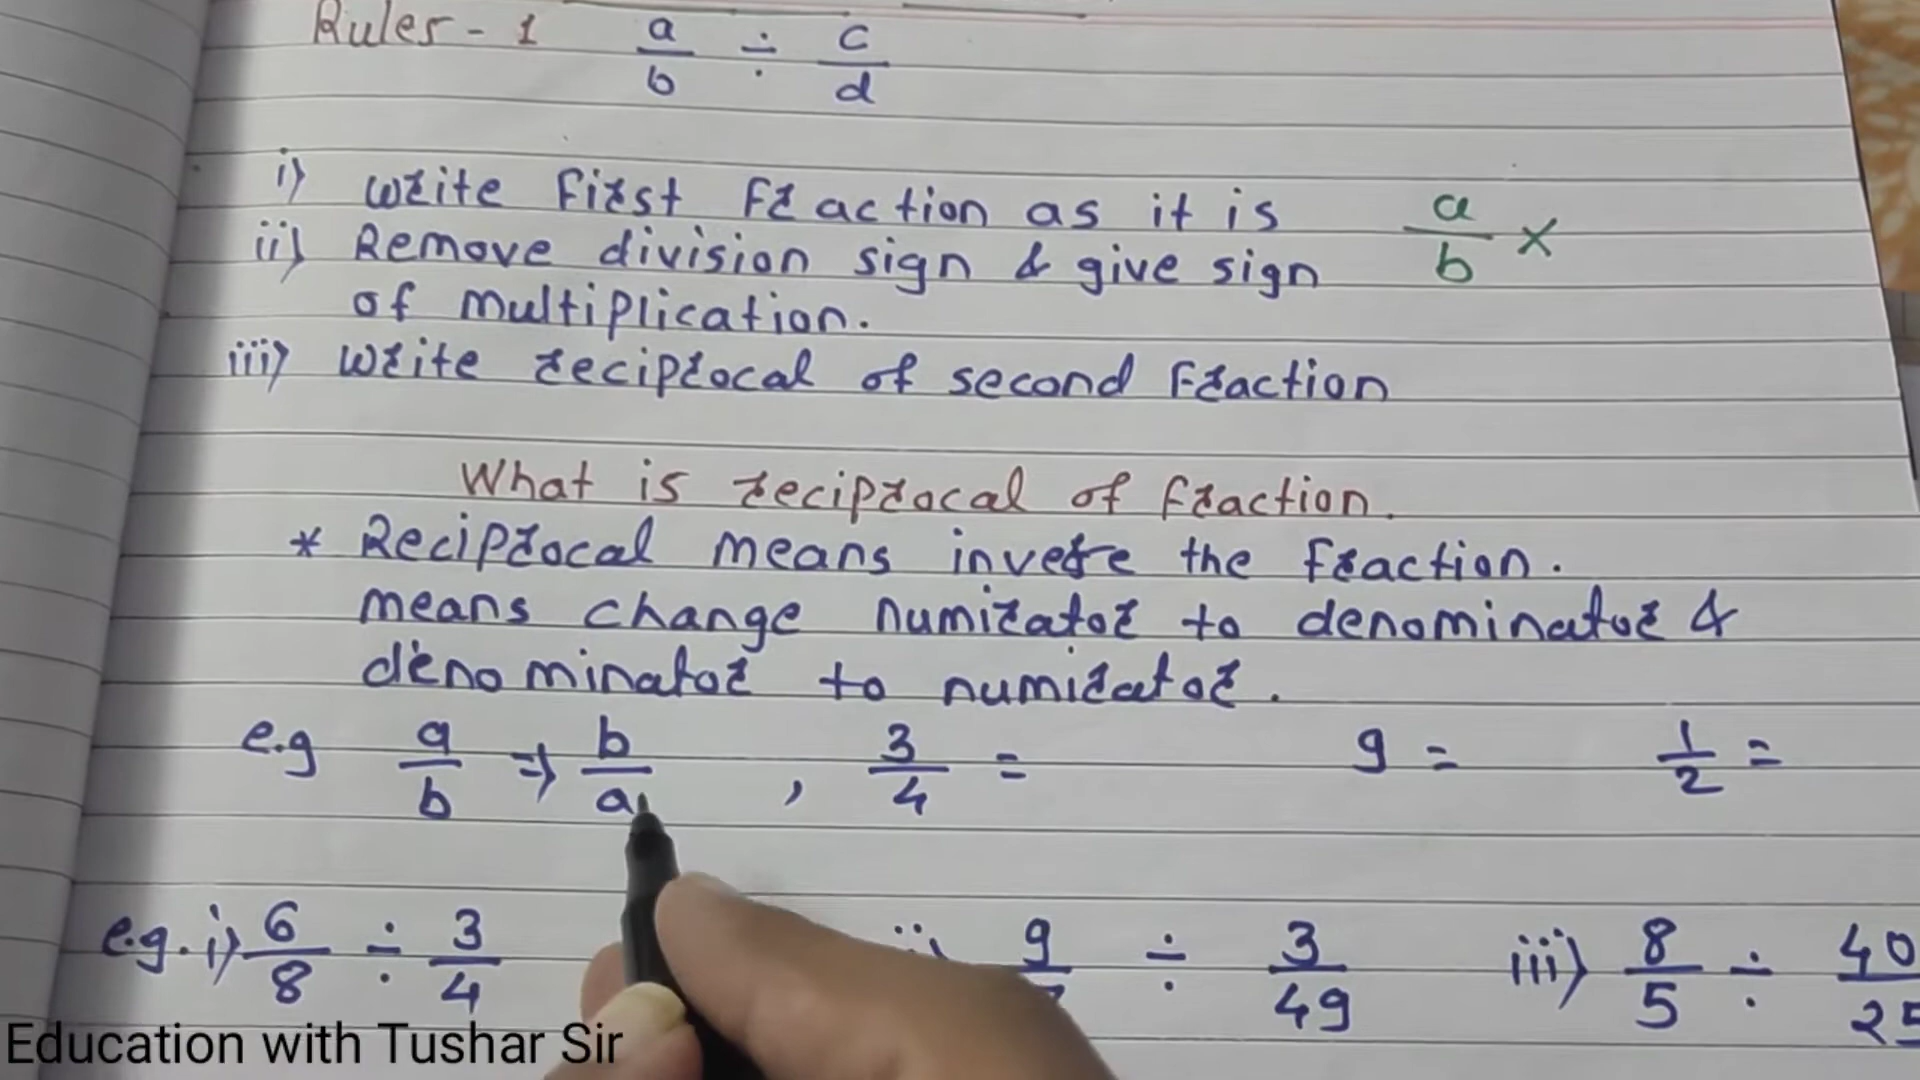 Rules - 1 a/b ÷ c/d
i) write first fraction as it is a/b ×
ii) Remove division sign & give sign
of multiplication.
iii) write reciprocal of second fraction
What is reciprocal of fraction.
* Reciprocal means inverse the fraction.
means change numirator to denominator &
denominator to numirator.
e.g a/b ⇒ b/a , 3/4 = 9 = 1/2 =
e.g. i) 6/8 ÷ 3/4 ii) 9/ ÷ 3/49 iii) 8/5 ÷ 40/25
Education with Tushar Sir